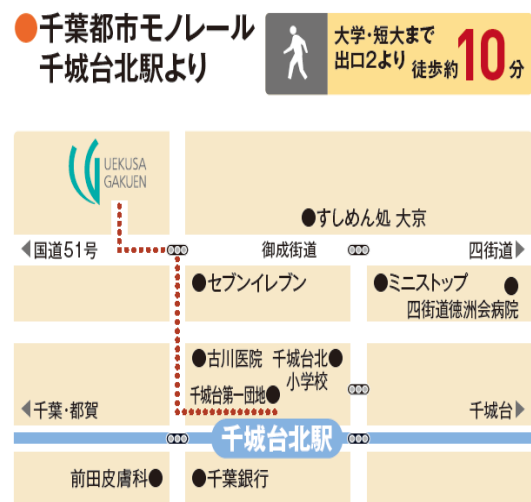 ●千葉都市モノレール
千城台北駅より
大学・短大まで
出口2より 徒歩約10分
UEKUSA
GAKUEN
●すしめん処 大京
◀国道51号
御成街道
四街道▶
●セブンイレブン
●ミニストップ
四街道徳洲会病院●
●古川医院
千城台北●
小学校
千城台第一団地●
◀千葉・都賀
千城台▶
千城台北駅
前田皮膚科●
●千葉銀行